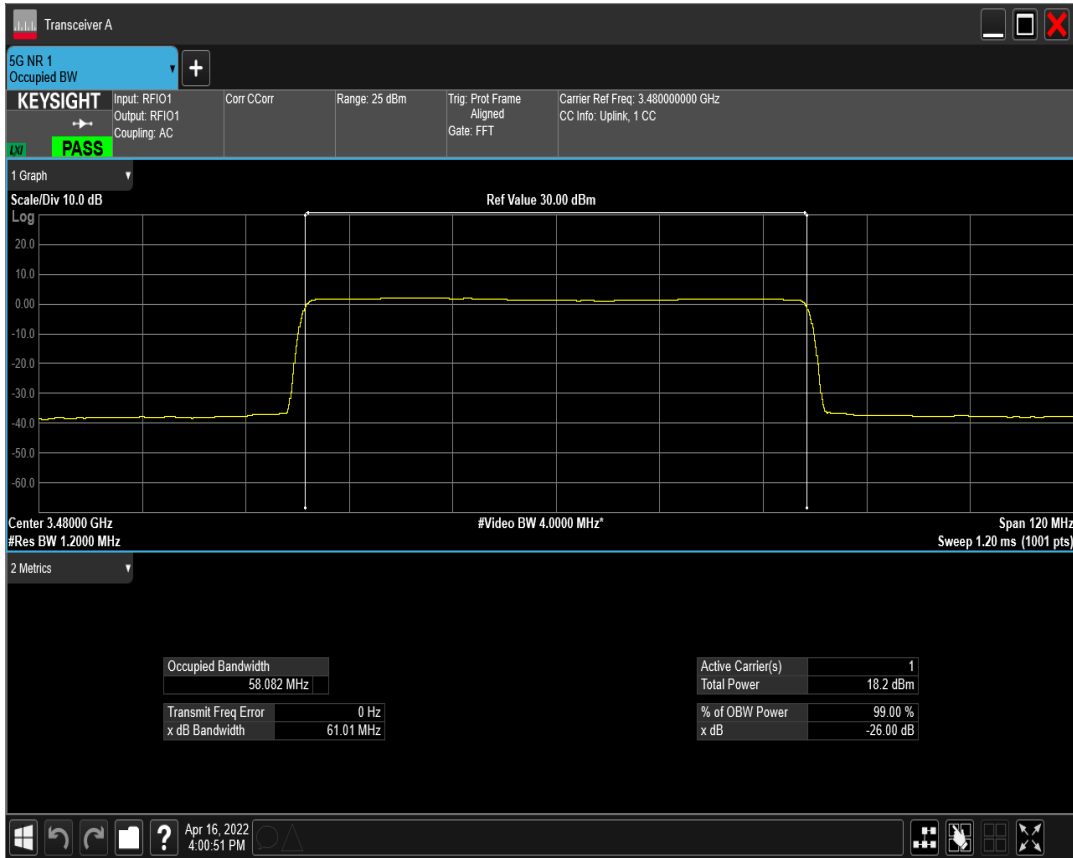 Transceiver A
5G NR 1
Occupied BW
+
KEYSIGHT
LXI
PASS
Input: RFIO1
Output: RFIO1
Coupling: AC
Corr CCorr
Range: 25 dBm
Trig: Prot Frame
Aligned
Gate: FFT
Carrier Ref Freq: 3.480000000 GHz
CC Info: Uplink, 1 CC
1 Graph
Scale/Div 10.0 dB
Ref Value 30.00 dBm
Log
20.0
10.0
0.00
-10.0
-20.0
-30.0
-40.0
-50.0
-60.0
Center 3.48000 GHz
#Video BW 4.0000 MHz*
Span 120 MHz
#Res BW 1.2000 MHz
Sweep 1.20 ms (1001 pts)
2 Metrics
Occupied Bandwidth
58.082 MHz
Transmit Freq Error 0 Hz
x dB Bandwidth 61.01 MHz
Active Carrier(s) 1
Total Power 18.2 dBm
% of OBW Power 99.00 %
x dB -26.00 dB
?
Apr 16, 2022
4:00:51 PM